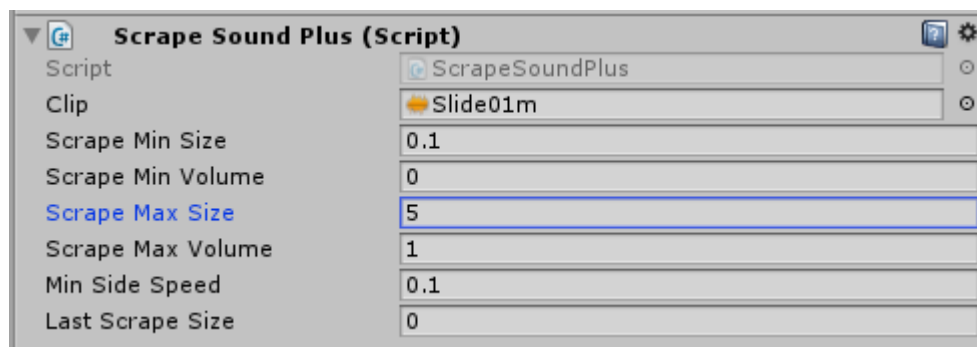 Scrape Sound Plus (Script)
Script ScrapeSoundPlus
Clip Slide01m
Scrape Min Size 0.1
Scrape Min Volume 0
Scrape Max Size 5
Scrape Max Volume 1
Min Side Speed 0.1
Last Scrape Size 0